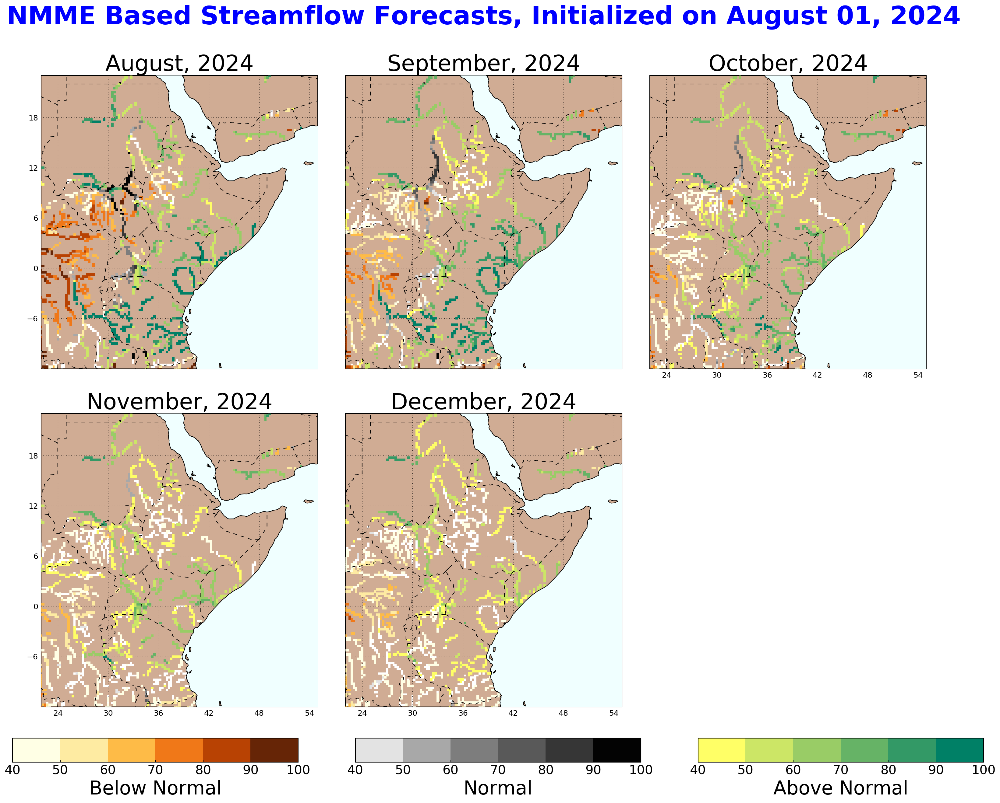 NMME Based Streamflow Forecasts, Initialized on August 01, 2024
August, 2024
September, 2024
October, 2024
18
12
6
0
−6
24 30 36 42 48 54
November, 2024
December, 2024
18
12
6
0
−6
24 30 36 42 48 54
24 30 36 42 48 54
40 50 60 70 80 90 100
Below Normal
40 50 60 70 80 90 100
Normal
40 50 60 70 80 90 100
Above Normal